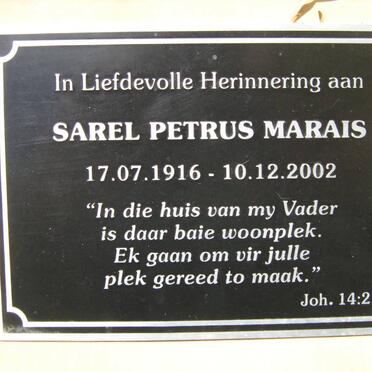 In Liefdevolle Herinnering aan
SAREL PETRUS MARAIS
17.07.1916 - 10.12.2002
"In die huis van my Vader
is daar baie woonplek.
Ek gaan om vir julle
plek gereed to maak."
Joh. 14:2